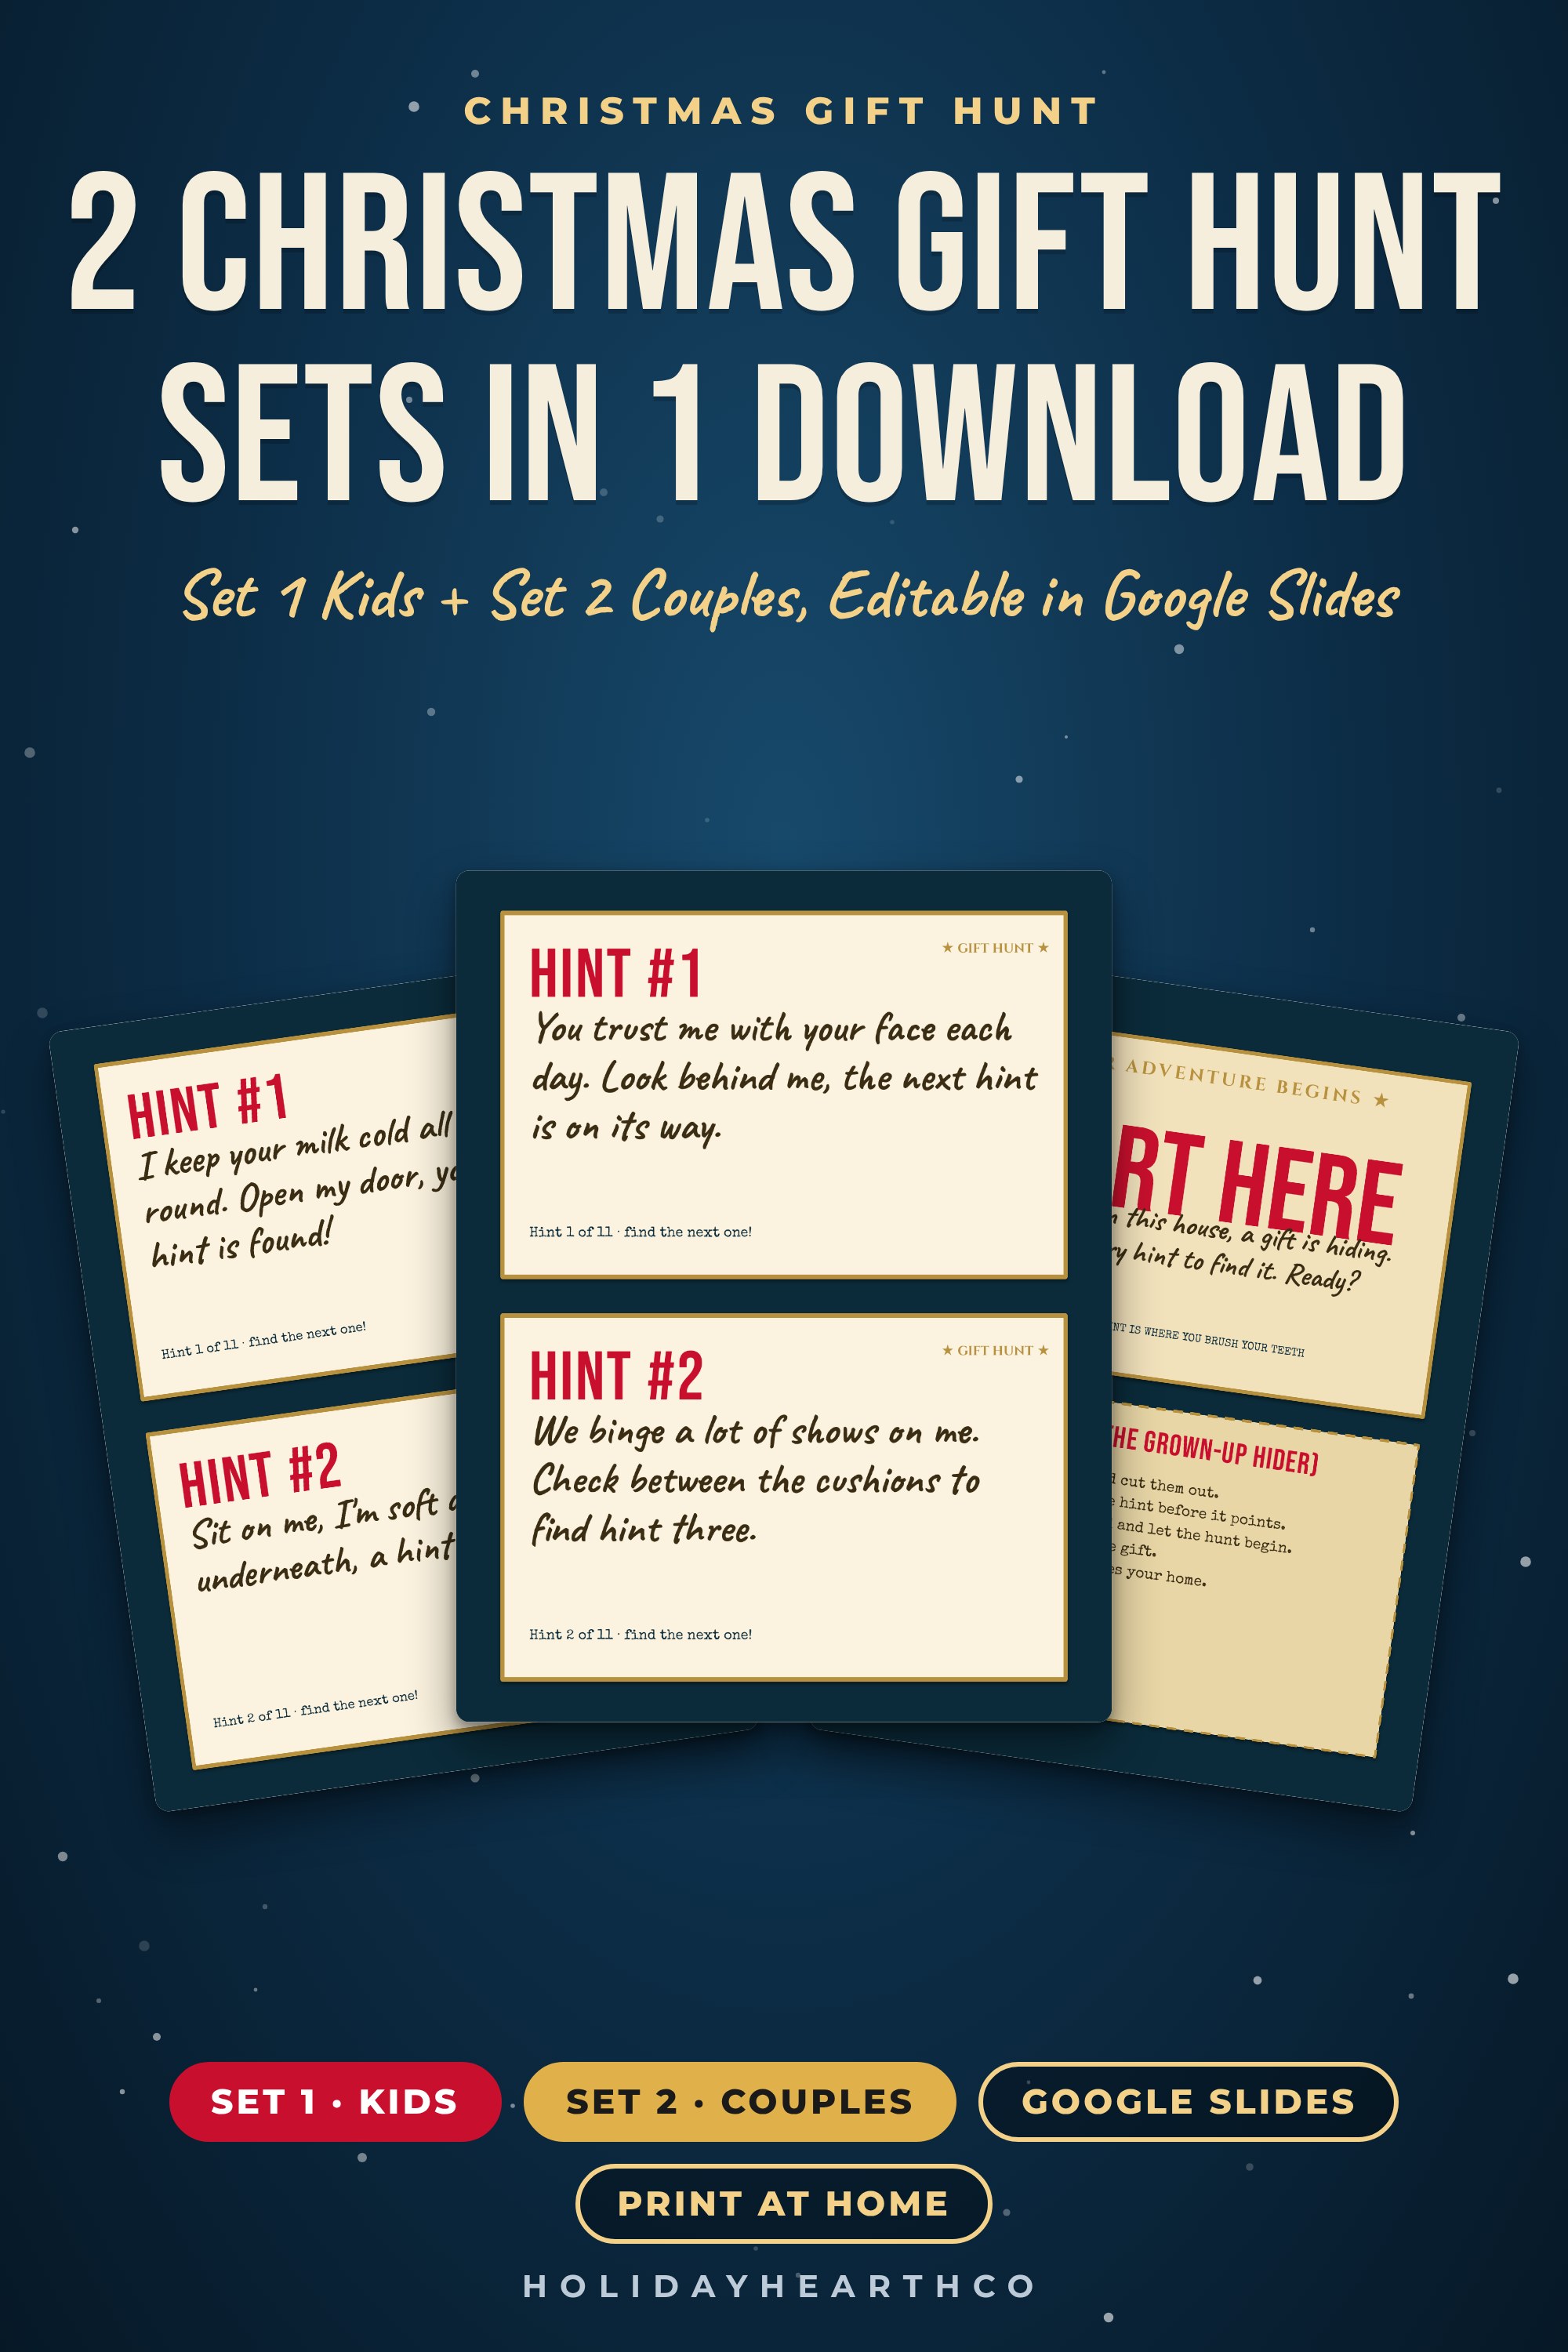 CHRISTMAS GIFT HUNT
2 CHRISTMAS GIFT HUNT
SETS IN 1 DOWNLOAD
Set 1 Kids + Set 2 Couples, Editable in Google Slides
HINT #1
I keep your milk cold all
round. Open my door, yo
hint is found!
Hint 1 of 11 · find the next one!
HINT #2
Sit on me, I'm soft
underneath, a hint
Hint 2 of 11 · find the next one!
HINT #1
★ GIFT HUNT ★
You trust me with your face each
day. Look behind me, the next hint
is on its way.
Hint 1 of 11 · find the next one!
HINT #2
★ GIFT HUNT ★
We binge a lot of shows on me.
Check between the cushions to
find hint three.
Hint 2 of 11 · find the next one!
ADVENTURE BEGINS ★
RT HERE
this house, a gift is hiding.
ry hint to find it. Ready?
NT IS WHERE YOU BRUSH YOUR TEETH
THE GROWN-UP HIDER)
cut them out.
hint before it points.
and let the hunt begin.
gift.
es your home.
SET 1 · KIDS
SET 2 · COUPLES
GOOGLE SLIDES
PRINT AT HOME
HOLIDAYHEARTHCO